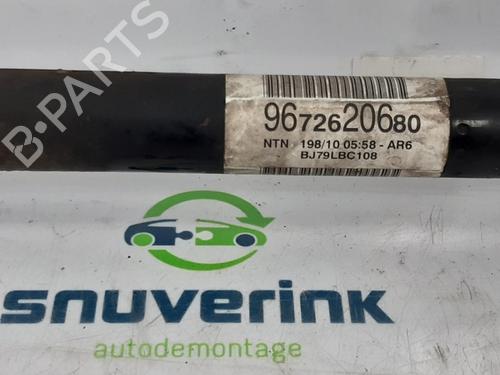 B-PARTS
9672620680
NTN 198/10 05:58 - AR6
BJ79LBC108
snuverink
autodemontage